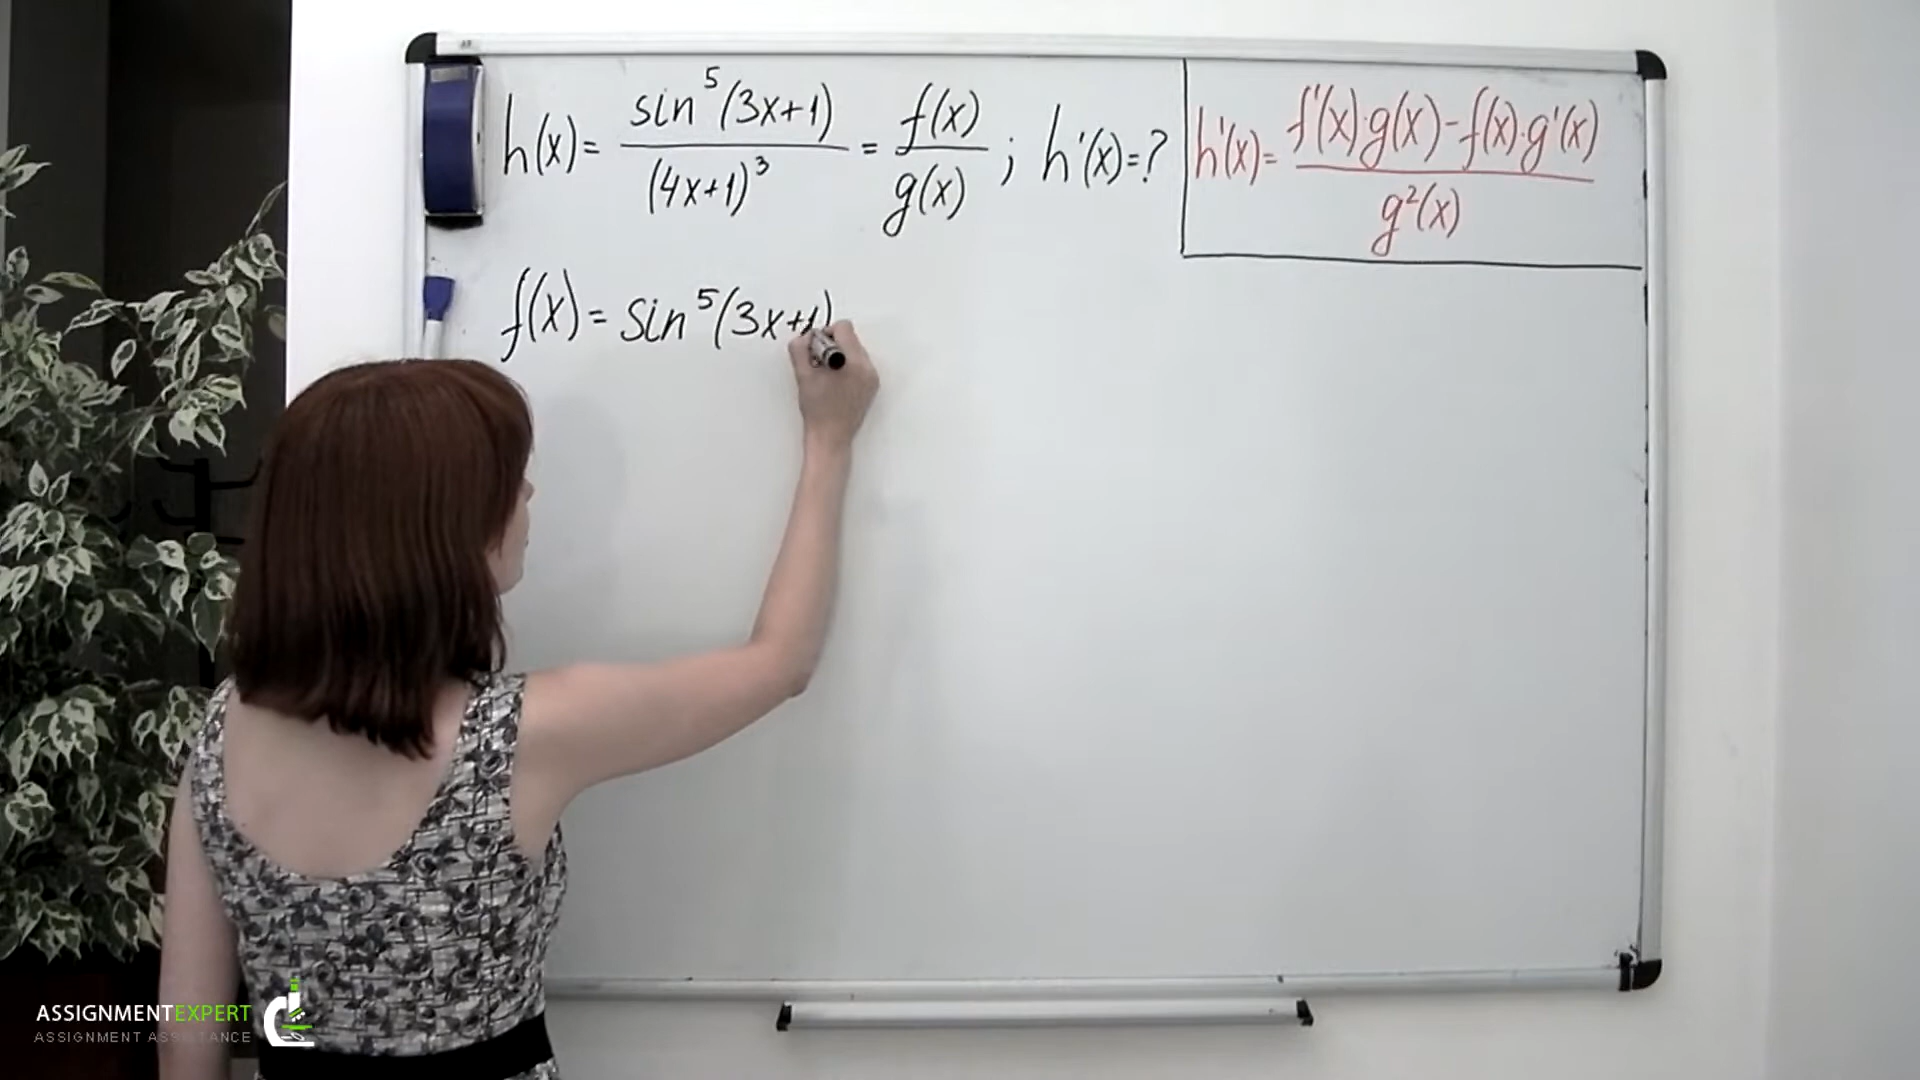 h(x) = sin⁵(3x+1) / (4x+1)³ = f(x) / g(x) ; h'(x) = ?
h'(x) = f'(x)·g(x) - f(x)·g'(x) / g²(x)
f(x) = sin⁵(3x+1)
ASSIGNMENTEXPERT
ASSIGNMENT ASSISTANCE